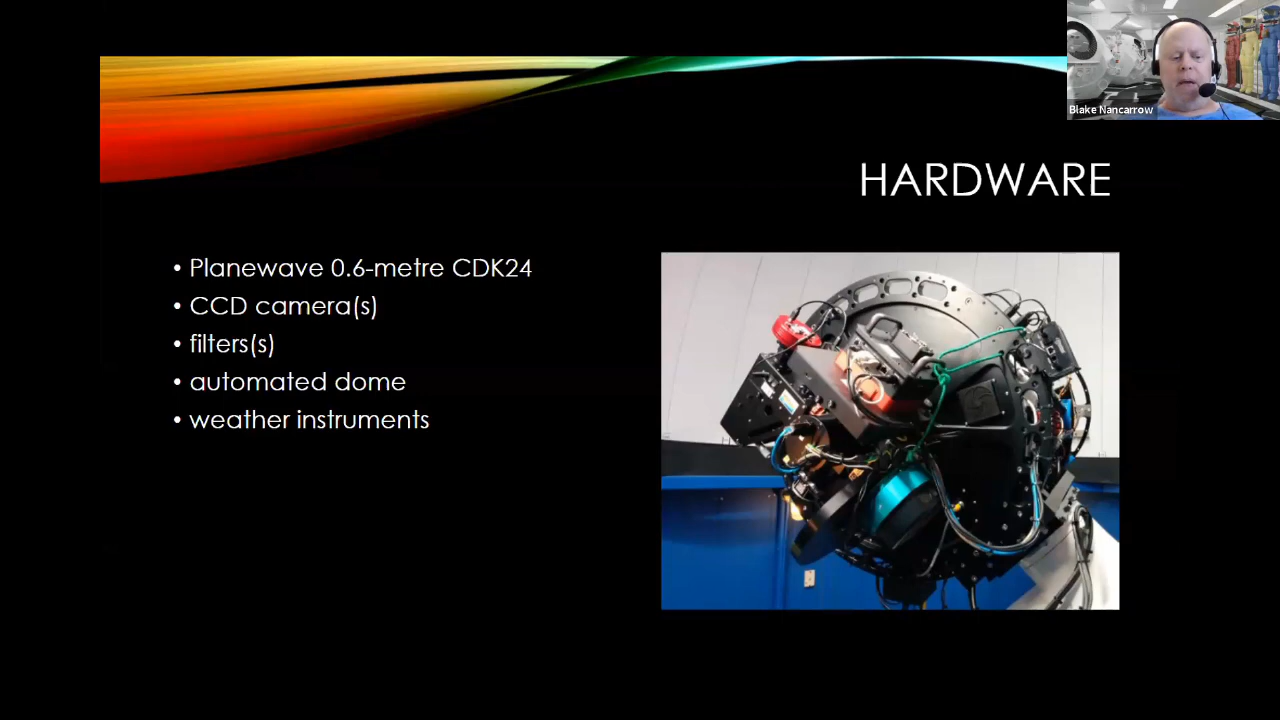 Blake Nancarrow
HARDWARE
• Planewave 0.6-metre CDK24
• CCD camera(s)
• filters(s)
• automated dome
• weather instruments